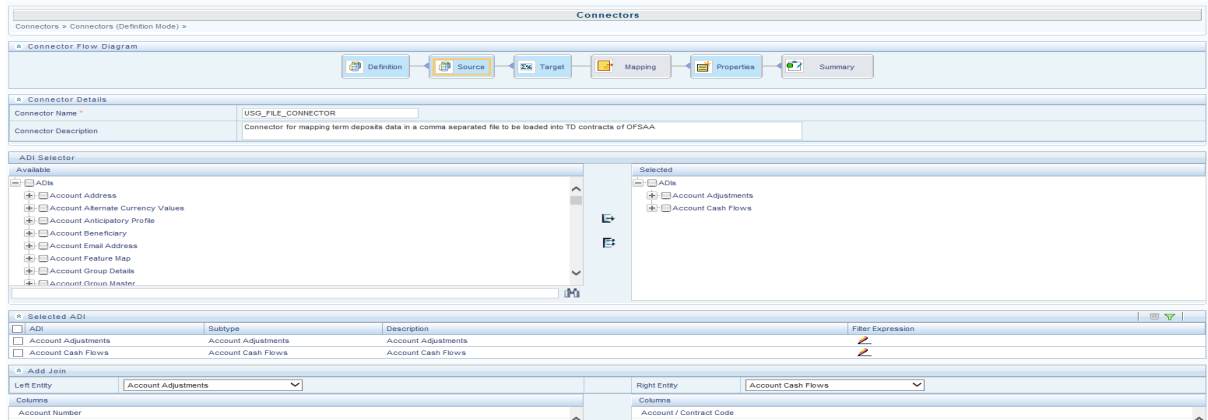 Connectors
Connectors > Connectors (Definition Mode) >
Connector Flow Diagram
Definition Source Target Mapping Properties Summary
Connector Details
Connector Name * USG_FILE_CONNECTOR
Connector Description Connector for mapping term deposits data in a comma separated file to be loaded into TD contracts of OFSAA
ADI Selector
Available
ADIs
Account Address
Account Alternate Currency Values
Account Anticipatory Profile
Account Beneficiary
Account Email Address
Account Feature Map
Account Group Details
Account Group Master
Selected
ADIs
Account Adjustments
Account Cash Flows
Selected ADI
ADI Subtype Description Filter Expression
Account Adjustments Account Adjustments Account Adjustments
Account Cash Flows Account Cash Flows Account Cash Flows
Add Join
Left Entity Account Adjustments Right Entity Account Cash Flows
Columns Columns
Account Number Account / Contract Code